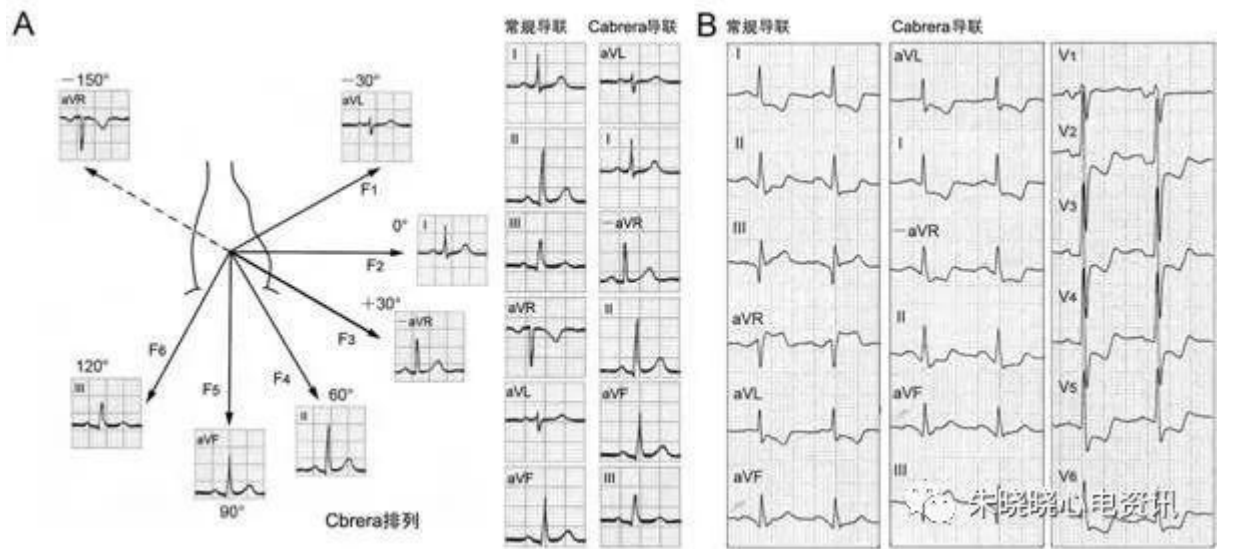 A
－150°
aVR
－30°
aVL
F1
0°
I
F2
＋30°
－aVR
F3
F6
120°
III
F5
aVF
90°
F4
60°
II
Cbrera排列
常规导联
I
II
III
aVR
aVL
aVF
Cabrera导联
aVL
I
－aVR
II
aVF
III
B
常规导联
I
II
III
aVR
aVL
aVF
Cabrera导联
aVL
I
－aVR
II
aVF
III
V1
V2
V3
V4
V5
V6
朱晓晓心电资讯